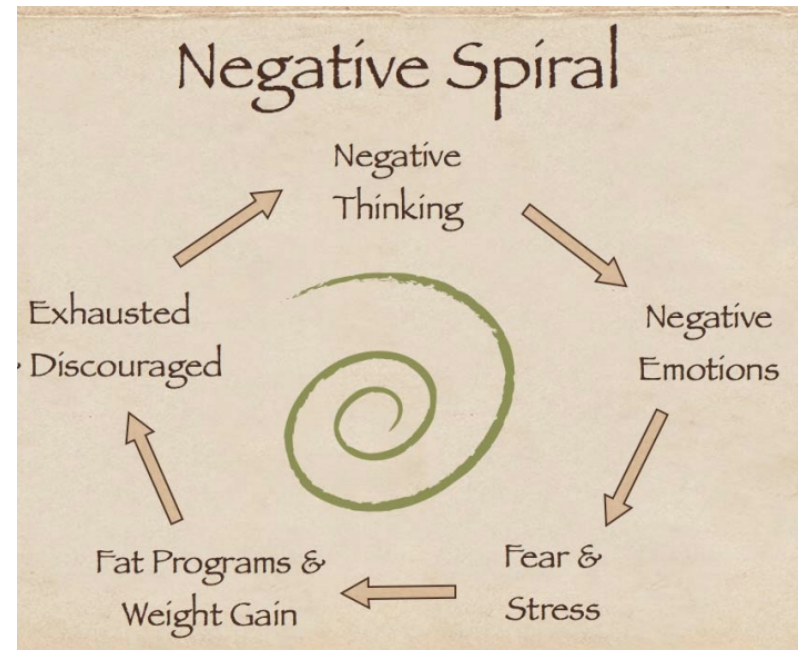 Negative Spiral
Negative
Thinking
Negative
Emotions
Fear &
Stress
Fat Programs &
Weight Gain
Exhausted
& Discouraged